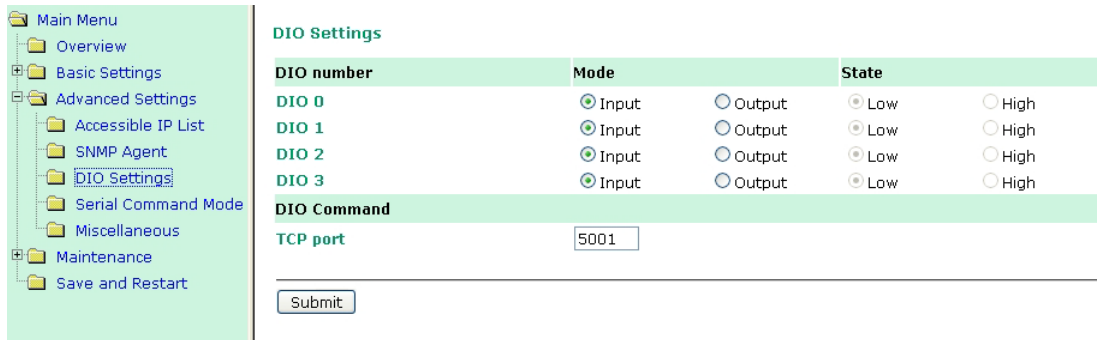 Main Menu
Overview
Basic Settings
Advanced Settings
Accessible IP List
SNMP Agent
DIO Settings
Serial Command Mode
Miscellaneous
Maintenance
Save and Restart
DIO Settings
DIO number Mode State
DIO 0 Input Output Low High
DIO 1 Input Output Low High
DIO 2 Input Output Low High
DIO 3 Input Output Low High
DIO Command
TCP port 5001
Submit